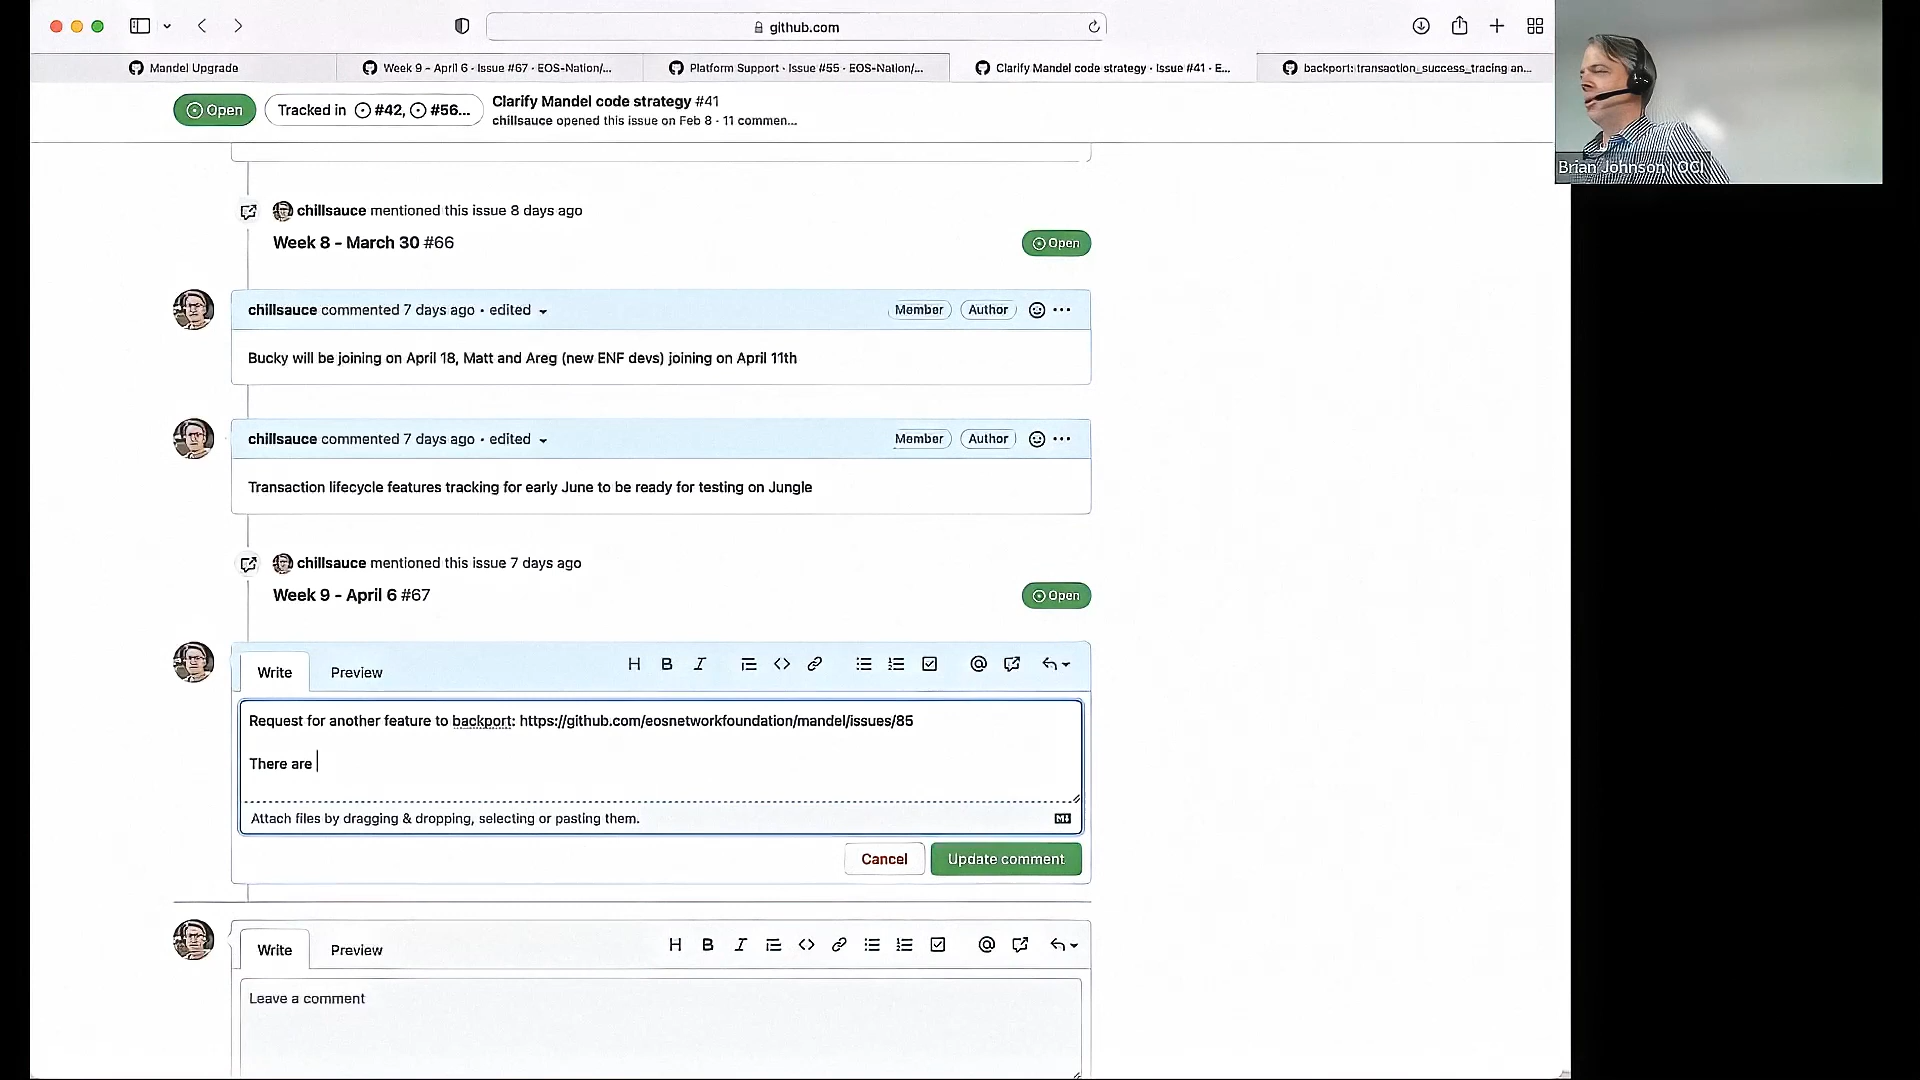 github.com
Mandel Upgrade
Week 9 - April 6 · Issue #67 · EOS-Nation/...
Platform Support · Issue #55 · EOS-Nation/...
Clarify Mandel code strategy · Issue #41 · E...
backport: transaction_success_tracing an...
Open
Tracked in #42, #56...
Clarify Mandel code strategy #41
chillsauce opened this issue on Feb 8 · 11 commen...
Brian Johnson | OCI
chillsauce mentioned this issue 8 days ago
Week 8 - March 30 #66
Open
chillsauce commented 7 days ago • edited
Member
Author
Bucky will be joining on April 18, Matt and Areg (new ENF devs) joining on April 11th
chillsauce commented 7 days ago • edited
Member
Author
Transaction lifecycle features tracking for early June to be ready for testing on Jungle
chillsauce mentioned this issue 7 days ago
Week 9 - April 6 #67
Open
Write
Preview
H B I
Request for another feature to backport: https://github.com/eosnetworkfoundation/mandel/issues/85
There are
Attach files by dragging & dropping, selecting or pasting them.
Cancel
Update comment
Write
Preview
H B I
Leave a comment